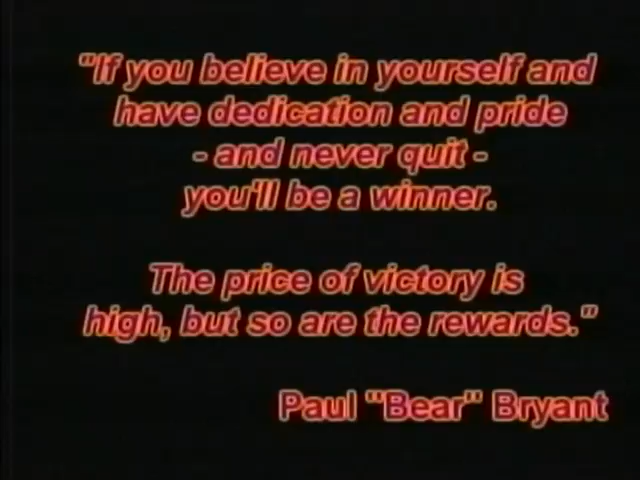 "If you believe in yourself and
have dedication and pride
- and never quit -
you'll be a winner.
The price of victory is
high, but so are the rewards."
Paul "Bear" Bryant